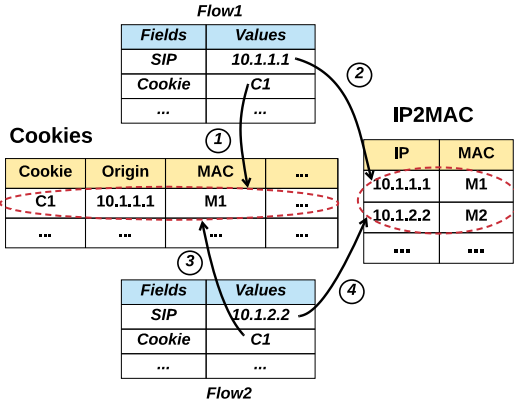 Flow1
Fields Values
SIP 10.1.1.1
Cookie C1
... ...
1
2
Cookies
Cookie Origin MAC ...
C1 10.1.1.1 M1 ...
... ... ... ...
IP2MAC
IP MAC
10.1.1.1 M1
10.1.2.2 M2
... ...
3
4
Fields Values
SIP 10.1.2.2
Cookie C1
... ...
Flow2